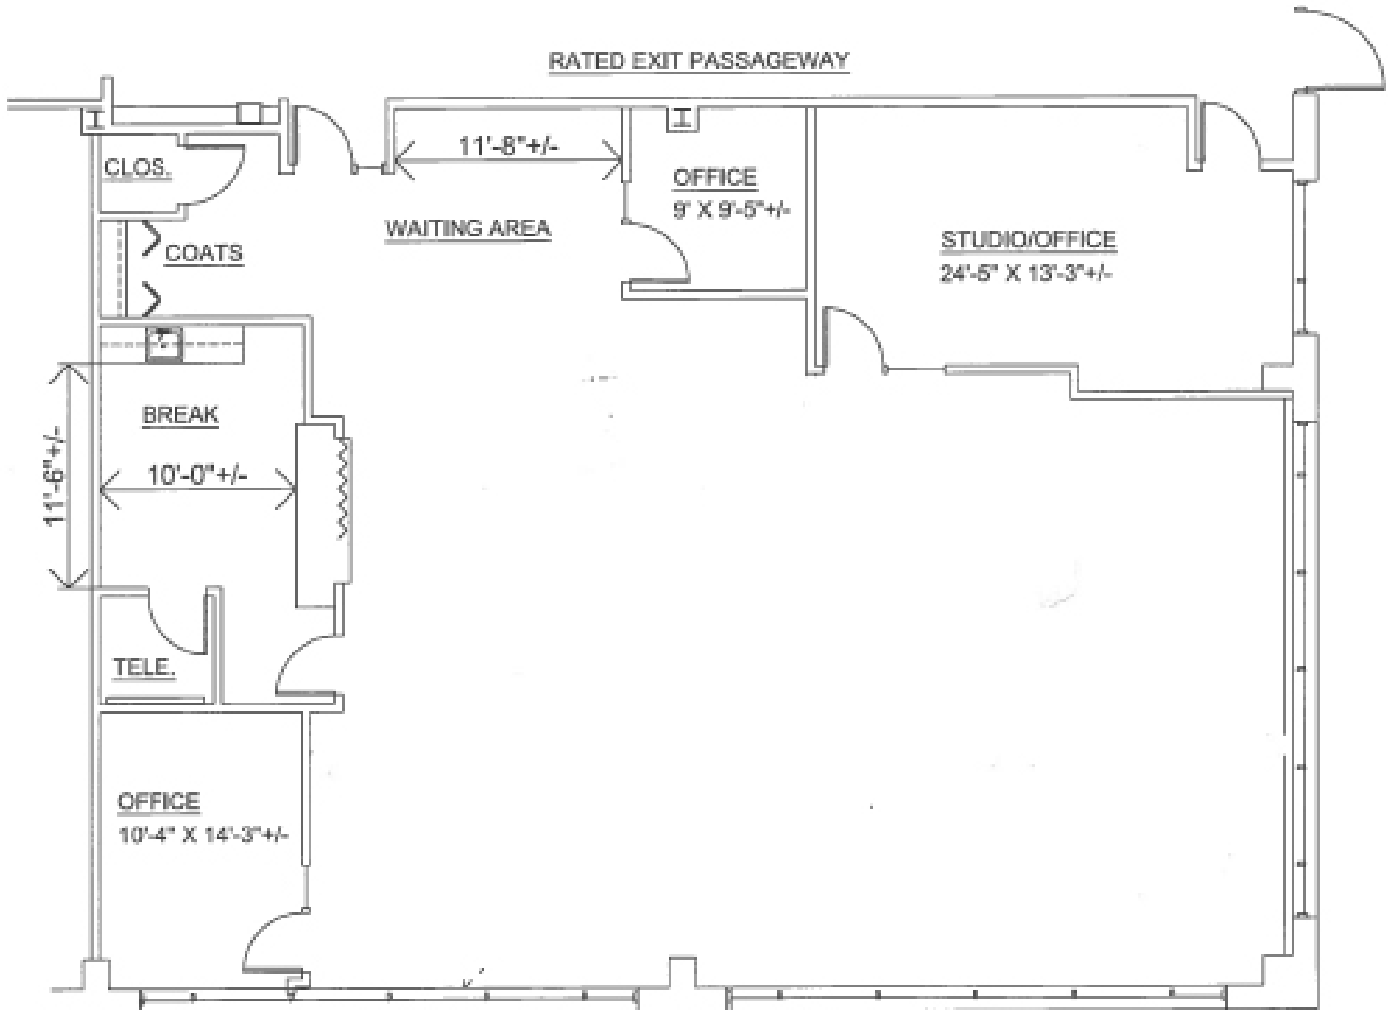 RATED EXIT PASSAGEWAY
11'-8"+/-
CLOS.
OFFICE
9' X 9'-5"+/-
WAITING AREA
COATS
STUDIO/OFFICE
24'-5" X 13'-3"+/-
BREAK
11'-6"+/-
10'-0"+/-
TELE.
OFFICE
10'-4" X 14'-3"+/-